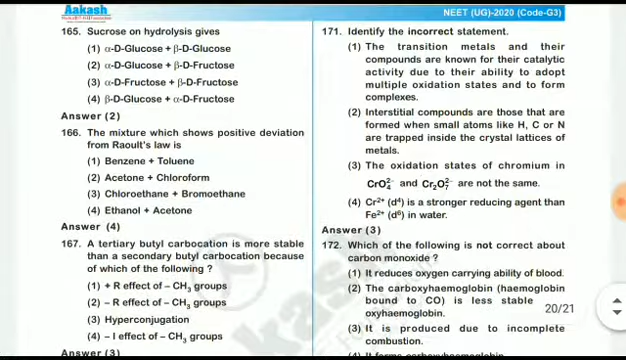 Aakash
NEET (UG)-2020 (Code-G3)
165. Sucrose on hydrolysis gives
(1) α-D-Glucose + β-D-Glucose
(2) α-D-Glucose + β-D-Fructose
(3) α-D-Fructose + β-D-Fructose
(4) β-D-Glucose + α-D-Fructose
Answer (2)
166. The mixture which shows positive deviation
from Raoult's law is
(1) Benzene + Toluene
(2) Acetone + Chloroform
(3) Chloroethane + Bromoethane
(4) Ethanol + Acetone
Answer (4)
167. A tertiary butyl carbocation is more stable
than a secondary butyl carbocation because
of which of the following ?
(1) + R effect of – CH₃ groups
(2) – R effect of – CH₃ groups
(3) Hyperconjugation
(4) – I effect of – CH₃ groups
Answer (3)
171. Identify the incorrect statement.
(1) The transition metals and their
compounds are known for their catalytic
activity due to their ability to adopt
multiple oxidation states and to form
complexes.
(2) Interstitial compounds are those that are
formed when small atoms like H, C or N
are trapped inside the crystal lattices of
metals.
(3) The oxidation states of chromium in
CrO₄²⁻ and Cr₂O₇²⁻ are not the same.
(4) Cr²⁺ (d⁴) is a stronger reducing agent than
Fe²⁺ (d⁶) in water.
Answer (3)
172. Which of the following is not correct about
carbon monoxide ?
(1) It reduces oxygen carrying ability of blood.
(2) The carboxyhaemoglobin (haemoglobin
bound to CO) is less stable
oxyhaemoglobin.
20/21
(3) It is produced due to incomplete
combustion.
(4) It forms carboxyhaemoglobin